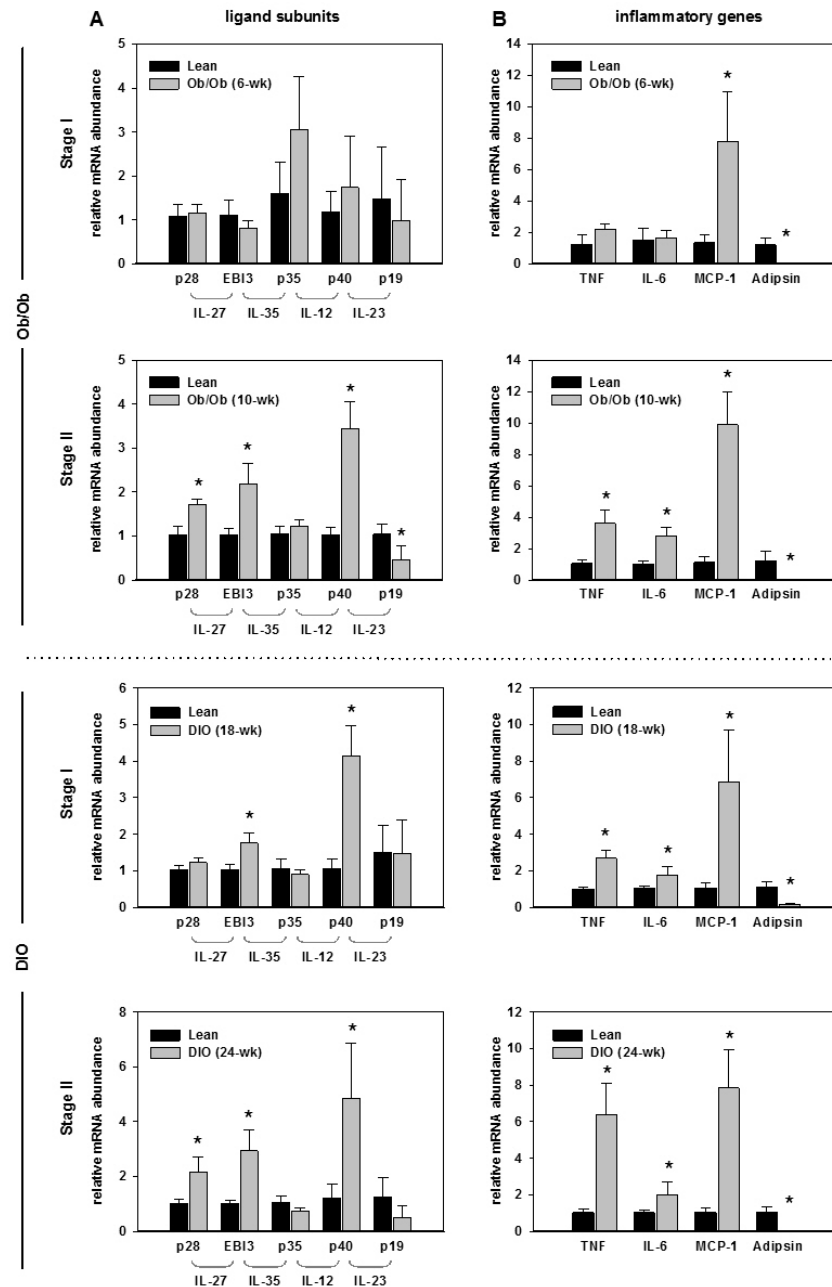 A ligand subunits
B inflammatory genes
Ob/Ob
Stage I
relative mRNA abundance
5
4
3
2
1
0
Lean
Ob/Ob (6-wk)
p28 EBI3 p35 p40 p19
IL-27 IL-35 IL-12 IL-23
relative mRNA abundance
14
12
10
8
6
4
2
0
Lean
Ob/Ob (6-wk)
* *
TNF IL-6 MCP-1 Adipsin
Stage II
relative mRNA abundance
5
4
3
2
1
0
Lean
Ob/Ob (10-wk)
* * * *
p28 EBI3 p35 p40 p19
IL-27 IL-35 IL-12 IL-23
relative mRNA abundance
14
12
10
8
6
4
2
0
Lean
Ob/Ob (10-wk)
* * * *
TNF IL-6 MCP-1 Adipsin
DIO
Stage I
relative mRNA abundance
6
5
4
3
2
1
0
Lean
DIO (18-wk)
* *
p28 EBI3 p35 p40 p19
IL-27 IL-35 IL-12 IL-23
relative mRNA abundance
12
10
8
6
4
2
0
Lean
DIO (18-wk)
* * * *
TNF IL-6 MCP-1 Adipsin
Stage II
relative mRNA abundance
8
6
4
2
0
Lean
DIO (24-wk)
* * *
p28 EBI3 p35 p40 p19
IL-27 IL-35 IL-12 IL-23
relative mRNA abundance
12
10
8
6
4
2
0
Lean
DIO (24-wk)
* * * *
TNF IL-6 MCP-1 Adipsin